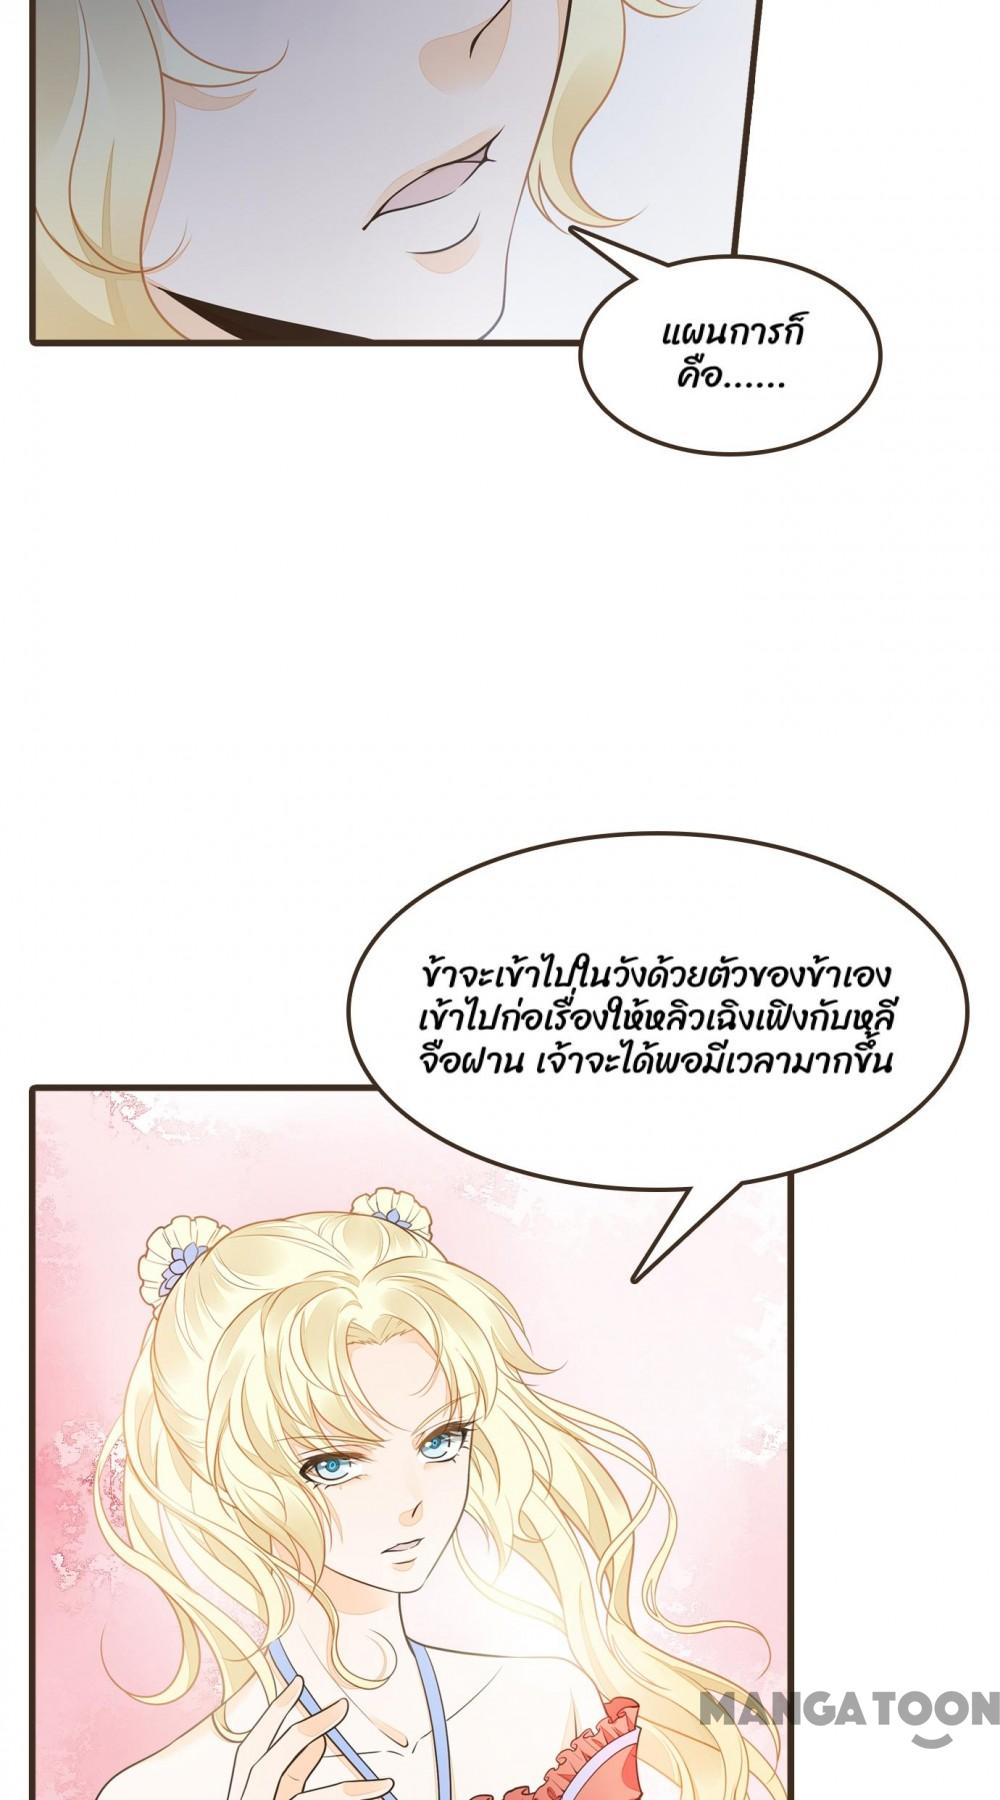 แผนการก็
คือ......
ข้าจะเข้าไปในวังด้วยตัวของข้าเอง
เข้าไปก่อเรื่องให้หลิวเฉิงเฟิงกับหลี
จือฝาน เจ้าจะได้พอมีเวลามากขึ้น
MANGATOON